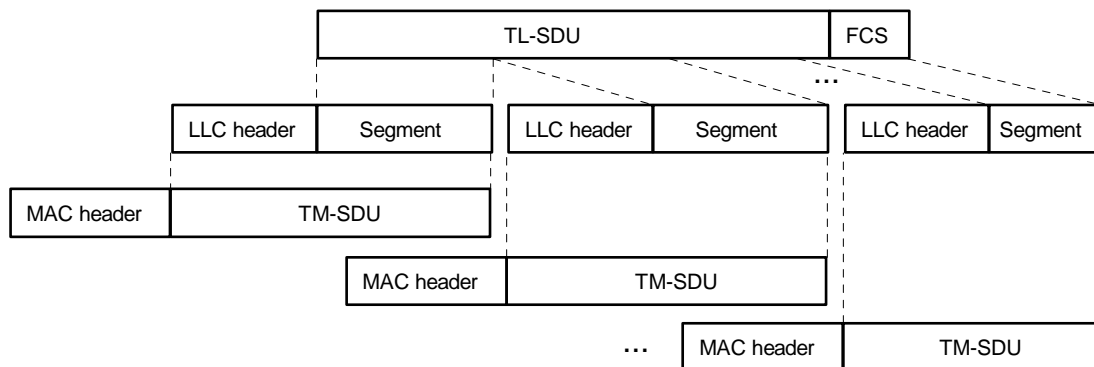 TL-SDU FCS
...
LLC header Segment LLC header Segment LLC header Segment
MAC header TM-SDU
MAC header TM-SDU
... MAC header TM-SDU